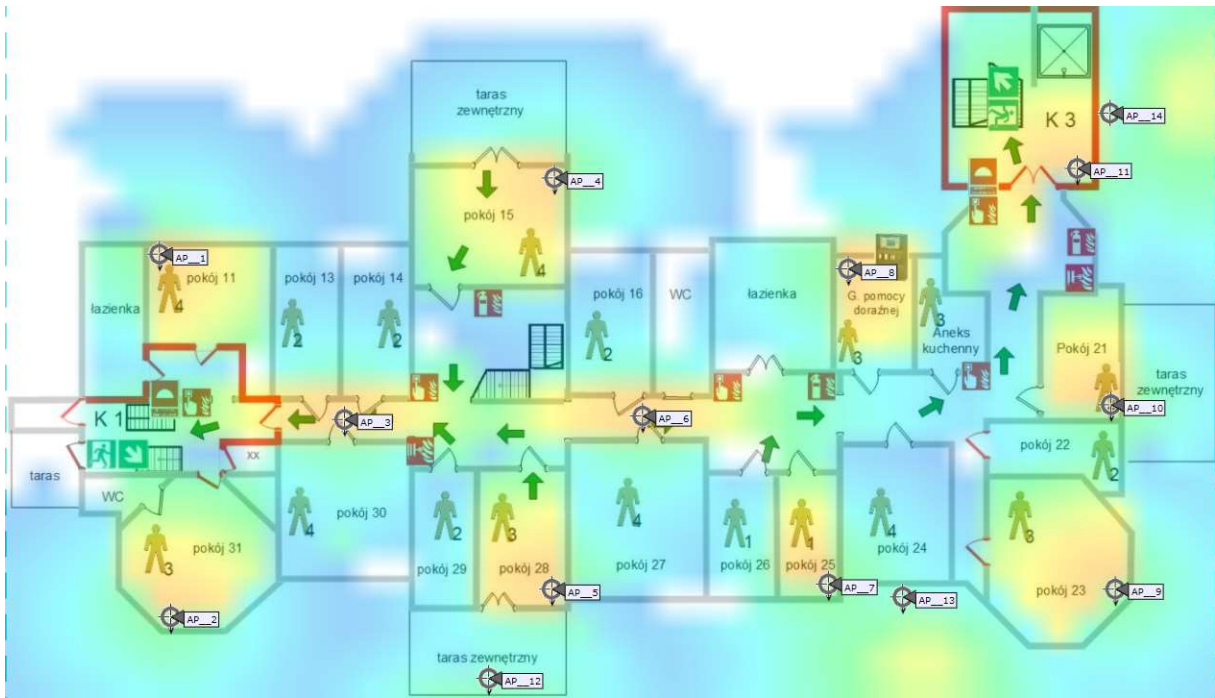 taras
zewnętrzny
K 3
AP__14
AP__11
AP__4
pokój 15
4
AP__1
pokój 11
4
pokój 13
2
pokój 14
2
łazienka
pokój 16
2
WC
łazienka
AP__8
G. pomocy
doraźnej
3
3
Aneks
kuchenny
Pokój 21
AP__10
taras
zewnętrzny
K 1
AP__3
AP__6
xx
taras
WC
pokój 22
2
pokój 31
3
AP__2
4
pokój 30
2
pokój 29
3
pokój 28
AP__5
4
pokój 27
1
pokój 26
1
pokój 25
AP__7
4
pokój 24
AP__13
3
pokój 23
AP__9
taras zewnętrzny
AP__12